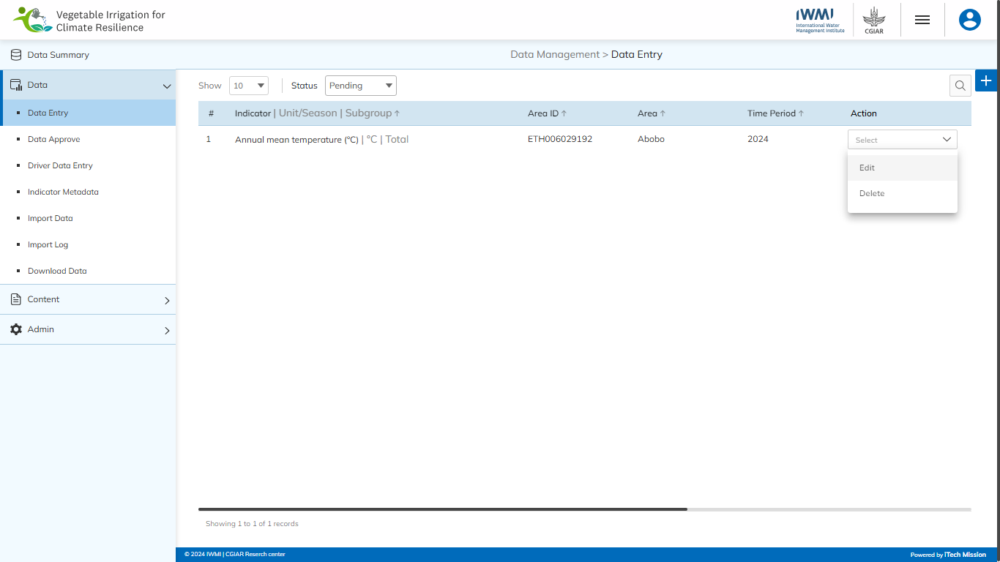 Vegetable Irrigation for
Climate Resilience
IWMI
International Water
Management Institute
CGIAR
Data Summary
Data Management > Data Entry
Data
Show 10 Status Pending
Data Entry
Data Approve
Driver Data Entry
Indicator Metadata
Import Data
Import Log
Download Data
Content
Admin
# Indicator | Unit/Season | Subgroup ↑ Area ID ↑ Area ↑ Time Period ↑ Action
1 Annual mean temperature (°C) | °C | Total ETH006029192 Abobo 2024 Select
Edit
Delete
Showing 1 to 1 of 1 records
© 2024 IWMI | CGIAR Reserch center
Powered by iTech Mission